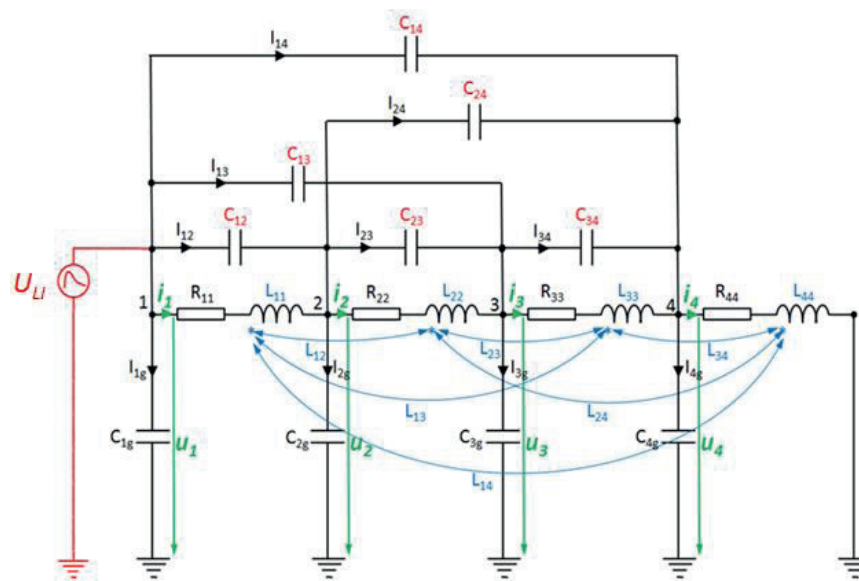 C14
I14
C24
I24
C13
I13
C12
I12
C23
I23
C34
I34
ULI
1
i1
R11
L11
2
i2
R22
L22
3
i3
R33
L33
4
i4
R44
L44
L12
L23
L34
I1g
I2g
I3g
I4g
L13
L24
C1g
u1
C2g
u2
C3g
u3
C4g
u4
L14